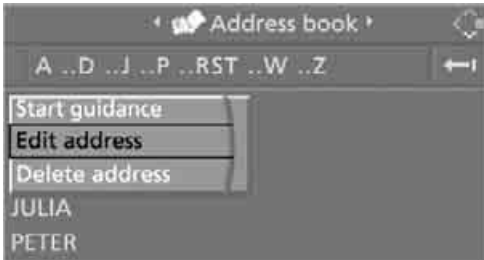 Address book
A ..D ..J ..P ..RST ..W ..Z
Start guidance
Edit address
Delete address
JULIA
PETER